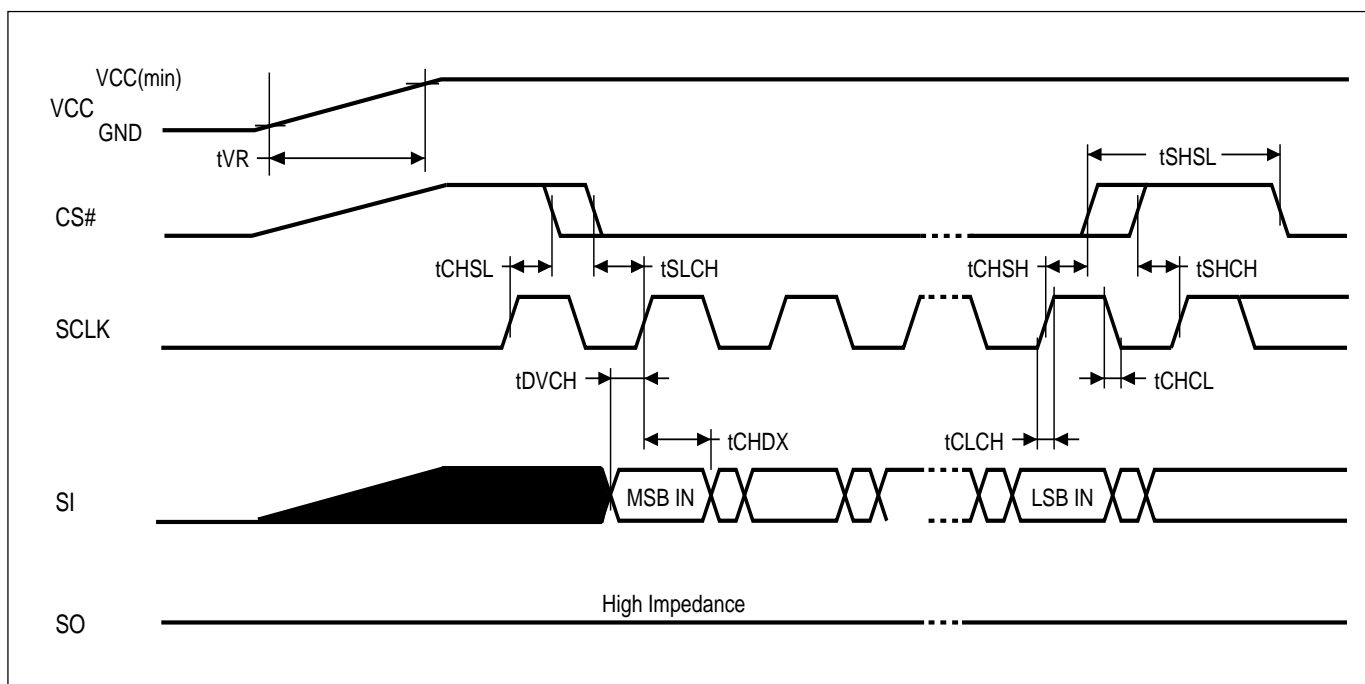 VCC(min)
VCC
GND
tVR
tSHSL
CS#
tCHSL
tSLCH
tCHSH
tSHCH
SCLK
tDVCH
tCHCL
tCHDX
tCLCH
SI
MSB IN
LSB IN
High Impedance
SO